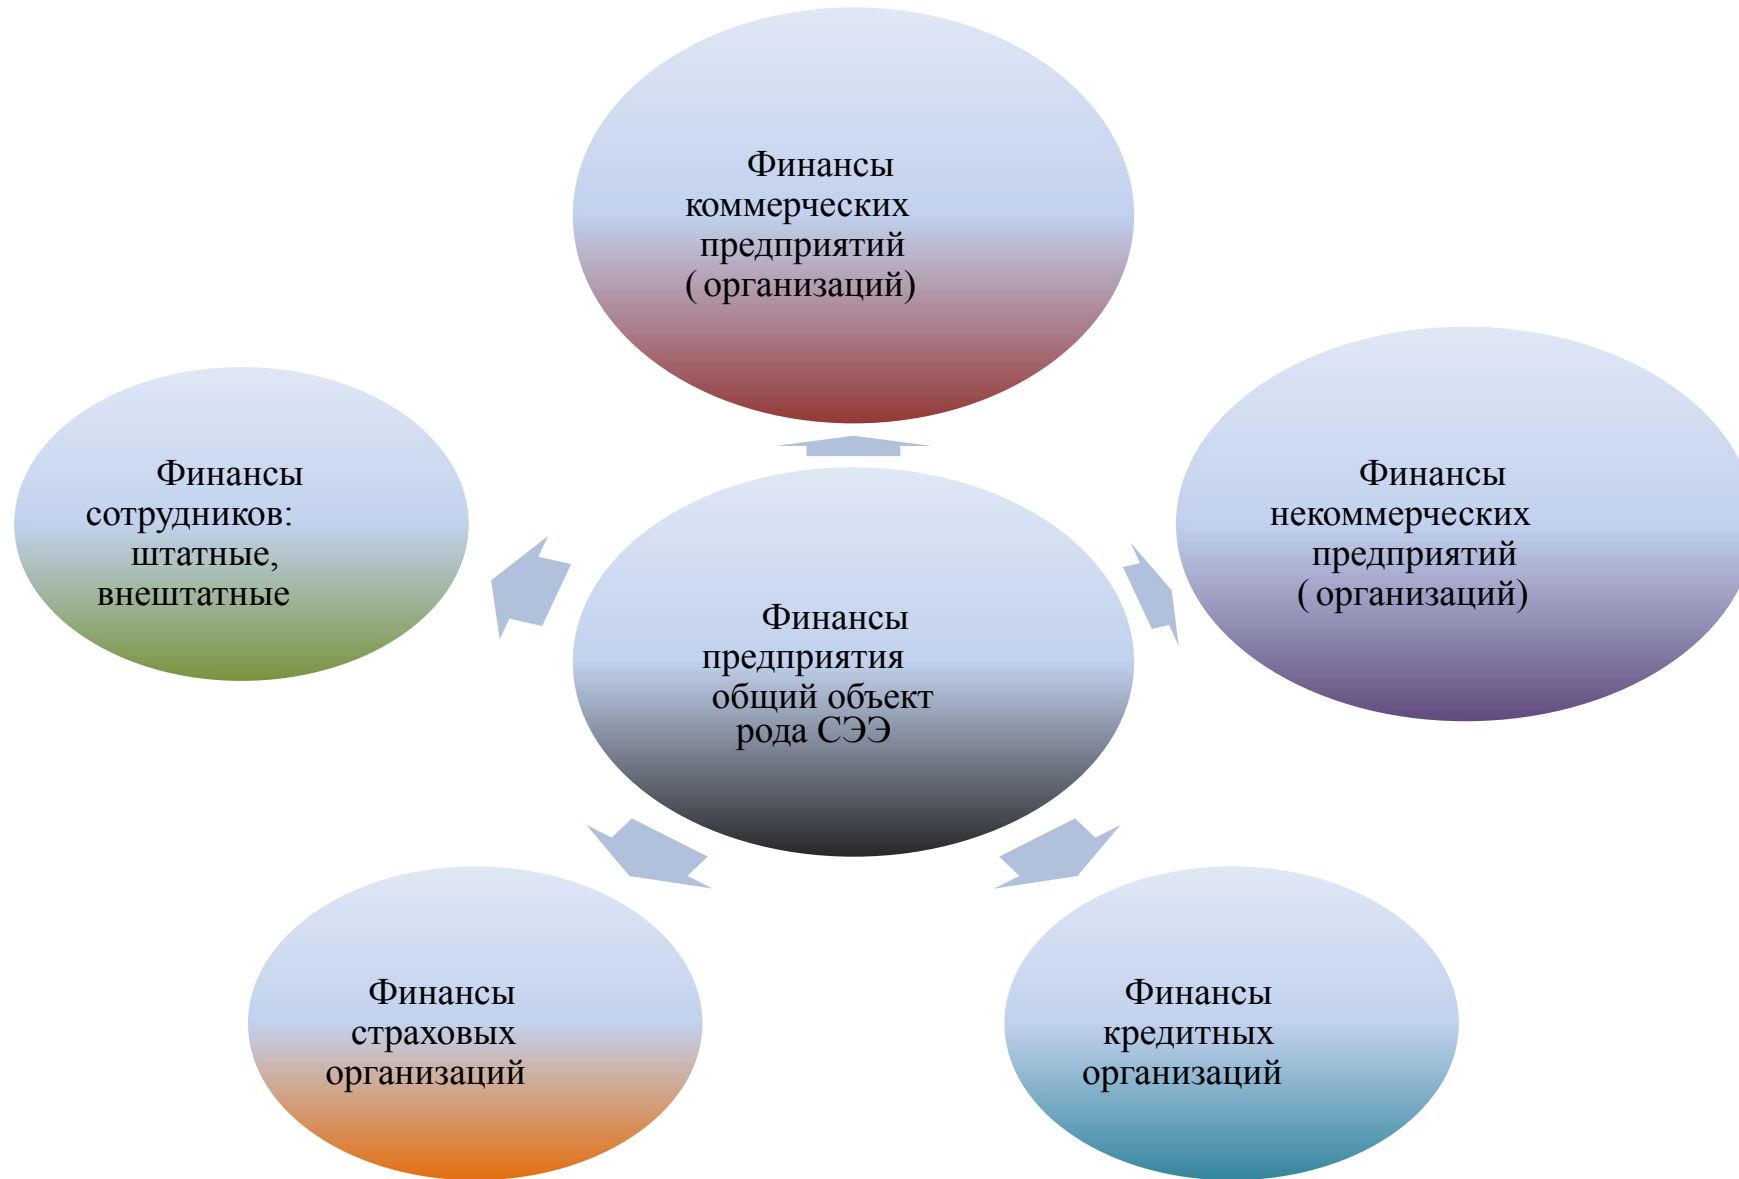 Финансы
коммерческих
предприятий
( организаций)
Финансы
сотрудников:
штатные,
внештатные
Финансы
некоммерческих
предприятий
( организаций)
Финансы
предприятия
общий объект
рода СЭЭ
Финансы
страховых
организаций
Финансы
кредитных
организаций